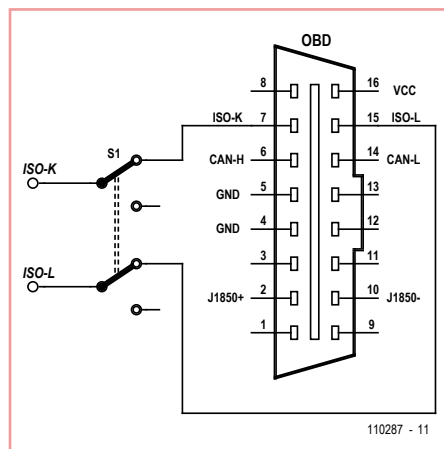 OBD
8
16
VCC
ISO-K
7
15
ISO-L
S1
ISO-K
CAN-H
6
14
CAN-L
GND
5
13
GND
4
12
ISO-L
3
11
J1850+
2
10
J1850-
1
9
110287 - 11